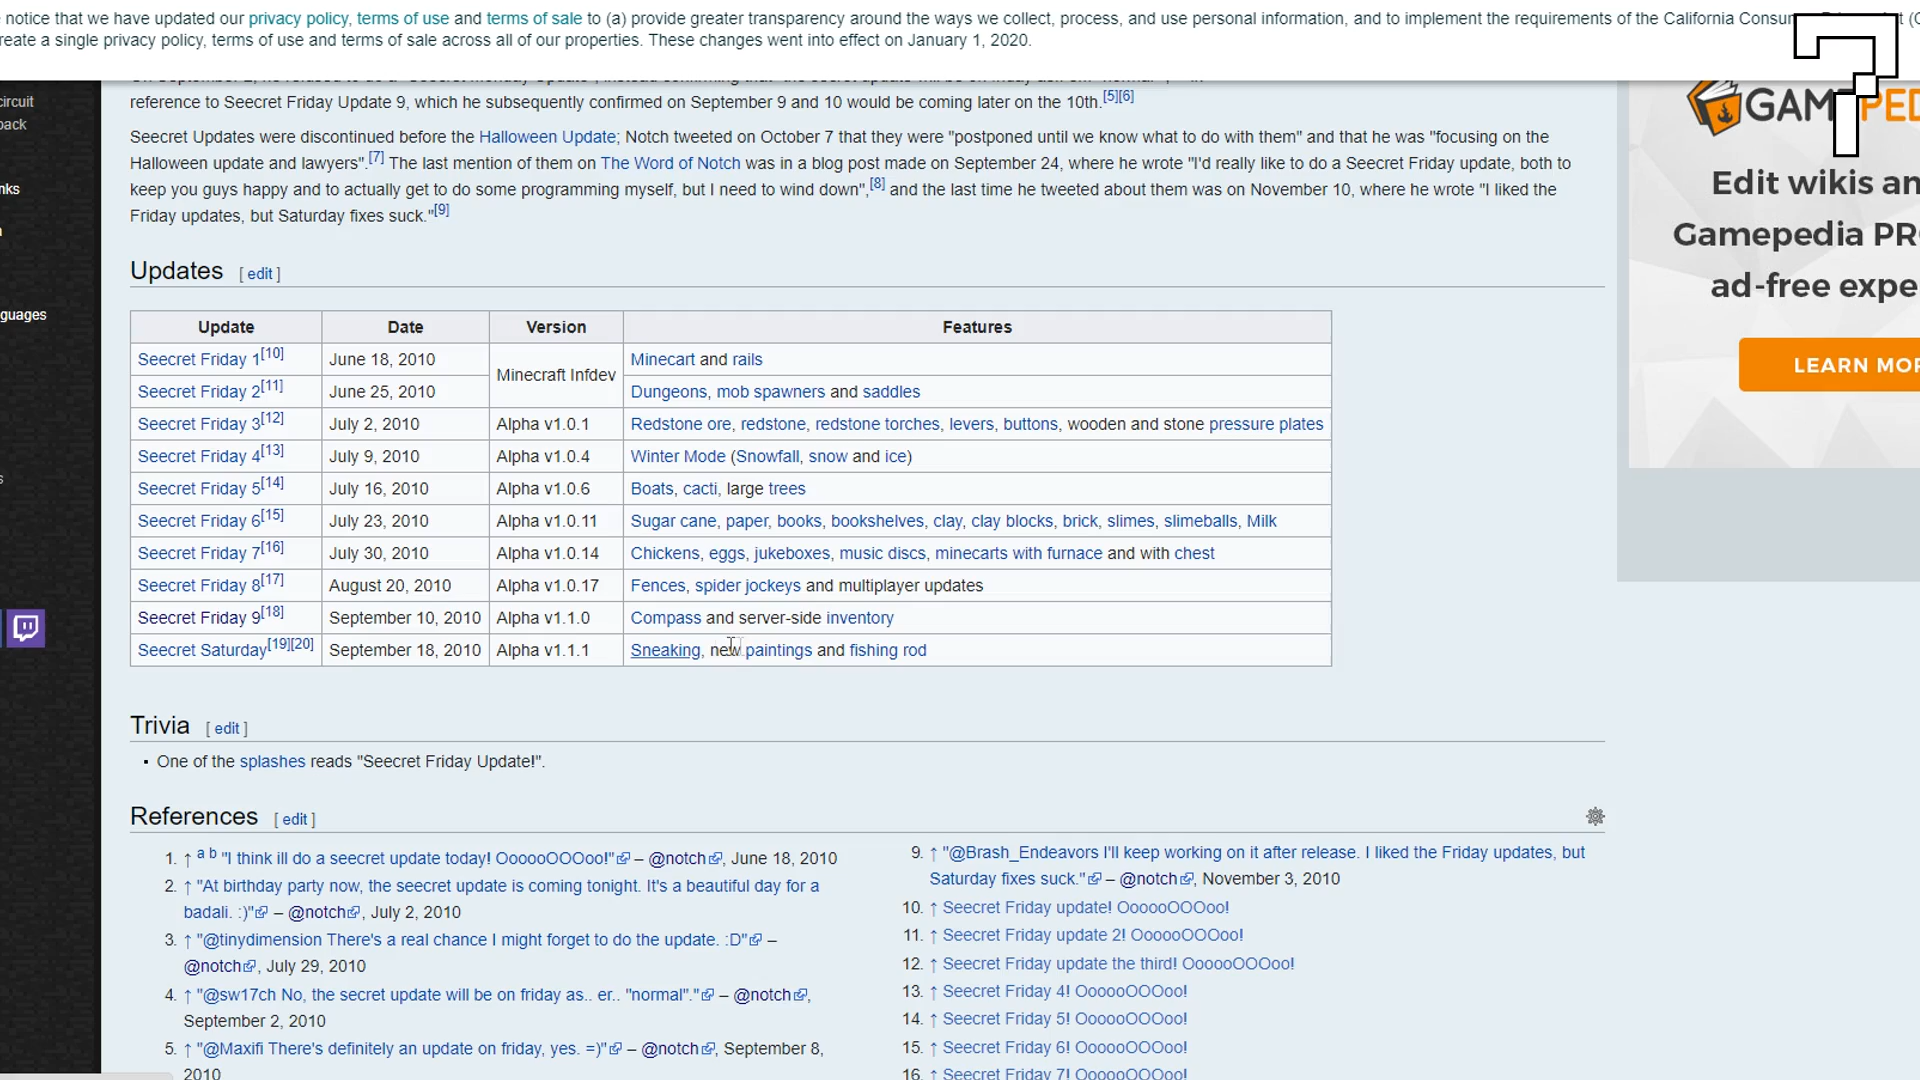 notice that we have updated our privacy policy, terms of use and terms of sale to (a) provide greater transparency around the ways we collect, process, and use personal information, and to implement the requirements of the California
reate a single privacy policy, terms of use and terms of sale across all of our properties. These changes went into effect on January 1, 2020.
reference to Seecret Friday Update 9, which he subsequently confirmed on September 9 and 10 would be coming later on the 10th.[5][6]
Seecret Updates were discontinued before the Halloween Update; Notch tweeted on October 7 that they were "postponed until we know what to do with them" and that he was "focusing on the
Halloween update and lawyers".[7] The last mention of them on The Word of Notch was in a blog post made on September 24, where he wrote "I'd really like to do a Seecret Friday update, both to
keep you guys happy and to actually get to do some programming myself, but I need to wind down",[8] and the last time he tweeted about them was on November 10, where he wrote "I liked the
Friday updates, but Saturday fixes suck."[9]
Updates [ edit ]
Update Date Version Features
Seecret Friday 1[10] June 18, 2010 Minecraft Infdev Minecart and rails
Seecret Friday 2[11] June 25, 2010 Dungeons, mob spawners and saddles
Seecret Friday 3[12] July 2, 2010 Alpha v1.0.1 Redstone ore, redstone, redstone torches, levers, buttons, wooden and stone pressure plates
Seecret Friday 4[13] July 9, 2010 Alpha v1.0.4 Winter Mode (Snowfall, snow and ice)
Seecret Friday 5[14] July 16, 2010 Alpha v1.0.6 Boats, cacti, large trees
Seecret Friday 6[15] July 23, 2010 Alpha v1.0.11 Sugar cane, paper, books, bookshelves, clay, clay blocks, brick, slimes, slimeballs, Milk
Seecret Friday 7[16] July 30, 2010 Alpha v1.0.14 Chickens, eggs, jukeboxes, music discs, minecarts with furnace and with chest
Seecret Friday 8[17] August 20, 2010 Alpha v1.0.17 Fences, spider jockeys and multiplayer updates
Seecret Friday 9[18] September 10, 2010 Alpha v1.1.0 Compass and server-side inventory
Seecret Saturday[19][20] September 18, 2010 Alpha v1.1.1 Sneaking, new paintings and fishing rod
Trivia [ edit ]
▪ One of the splashes reads "Seecret Friday Update!".
References [ edit ]
1. ↑ a b "I think ill do a seecret update today! OooooOOOoo!" – @notch, June 18, 2010
2. ↑ "At birthday party now, the seecret update is coming tonight. It's a beautiful day for a
badali. :)" – @notch, July 2, 2010
3. ↑ "@tinydimension There's a real chance I might forget to do the update. :D" –
@notch, July 29, 2010
4. ↑ "@sw17ch No, the secret update will be on friday as.. er.. "normal"." – @notch,
September 2, 2010
5. ↑ "@Maxifi There's definitely an update on friday, yes. =)" – @notch, September 8,
2010
9. ↑ "@Brash_Endeavors I'll keep working on it after release. I liked the Friday updates, but
Saturday fixes suck." – @notch, November 3, 2010
10. ↑ Seecret Friday update! OooooOOOoo!
11. ↑ Seecret Friday update 2! OooooOOOoo!
12. ↑ Seecret Friday update the third! OooooOOOoo!
13. ↑ Seecret Friday 4! OooooOOOoo!
14. ↑ Seecret Friday 5! OooooOOOoo!
15. ↑ Seecret Friday 6! OooooOOOoo!
16. ↑ Seecret Friday 7! OooooOOOoo!
circuit
back
nks
guages
GAMEPED
Edit wikis an
Gamepedia PR
ad-free expe
LEARN MOR